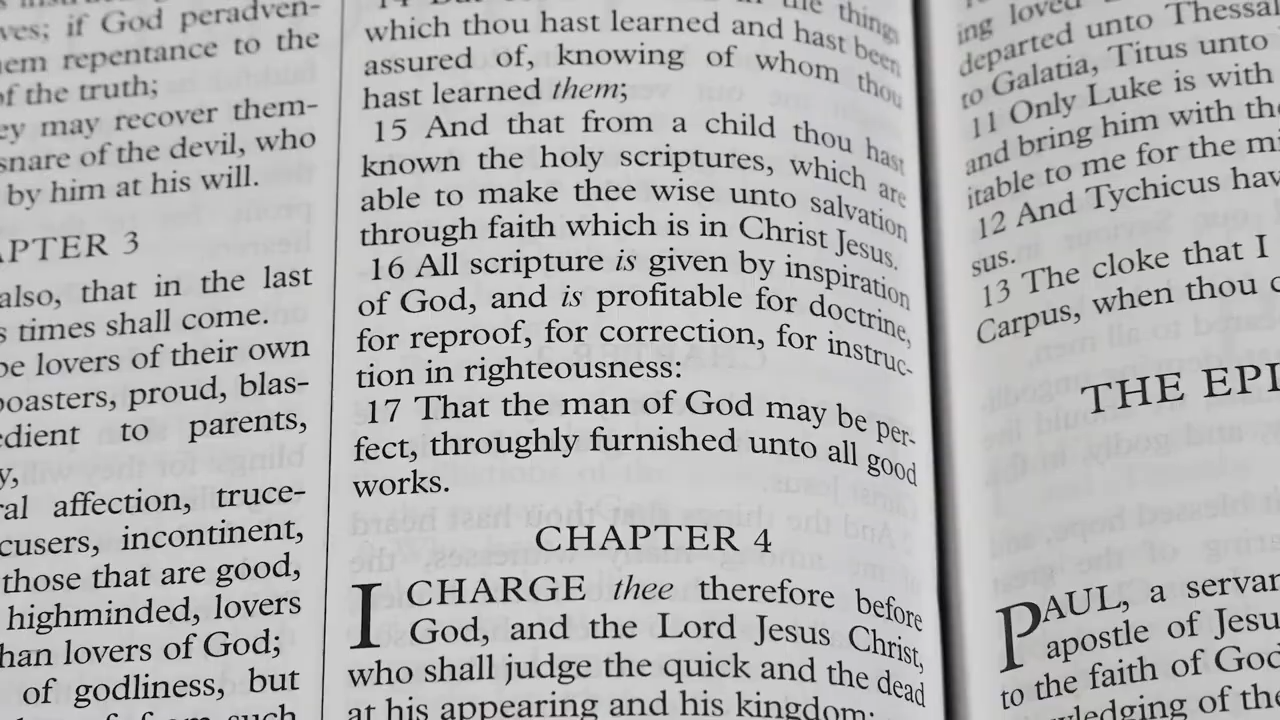 ves; if God peradven-
em repentance to the
of the truth;
ey may recover them-
snare of the devil, who
by him at his will.
APTER 3
also, that in the last
s times shall come.
be lovers of their own
boasters, proud, blas-
edient to parents,
y,
ral affection, truce-
cusers, incontinent,
those that are good,
highminded, lovers
han lovers of God;
of godliness, but
such
14 But the things
which thou hast learned and hast been
assured of, knowing of whom thou
hast learned them;
15 And that from a child thou hast
known the holy scriptures, which are
able to make thee wise unto salvation
through faith which is in Christ Jesus.
16 All scripture is given by inspiration
of God, and is profitable for doctrine,
for reproof, for correction, for instruc-
tion in righteousness:
17 That the man of God may be per-
fect, throughly furnished unto all good
works.
CHAPTER 4
I CHARGE thee therefore before
God, and the Lord Jesus Christ,
who shall judge the quick and the dead
at his appearing and his kingdom;
ing loved
departed unto Thessal
to Galatia, Titus unto
11 Only Luke is with
and bring him with the
itable to me for the mi
12 And Tychicus hav
sus.
13 The cloke that I
Carpus, when thou c
THE EPI
PAUL, a servan
apostle of Jesu
to the faith of God
wledging of the